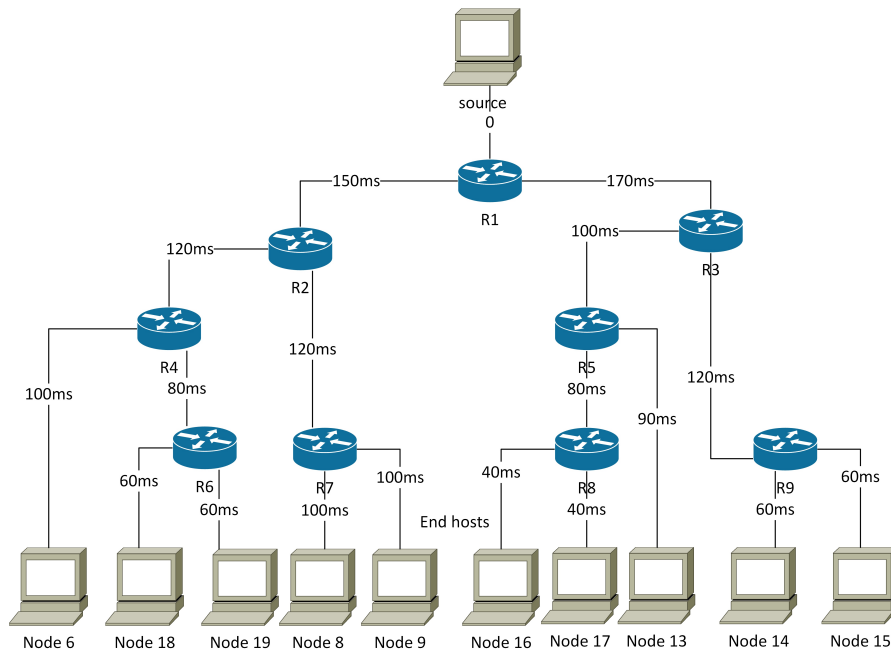 source
0
150ms
170ms
R1
100ms
R3
120ms
R2
R4
120ms
R5
120ms
100ms
80ms
80ms
90ms
60ms
R6
60ms
R7
100ms
100ms
End hosts
40ms
R8
40ms
R9
60ms
60ms
Node 6
Node 18
Node 19
Node 8
Node 9
Node 16
Node 17
Node 13
Node 14
Node 15